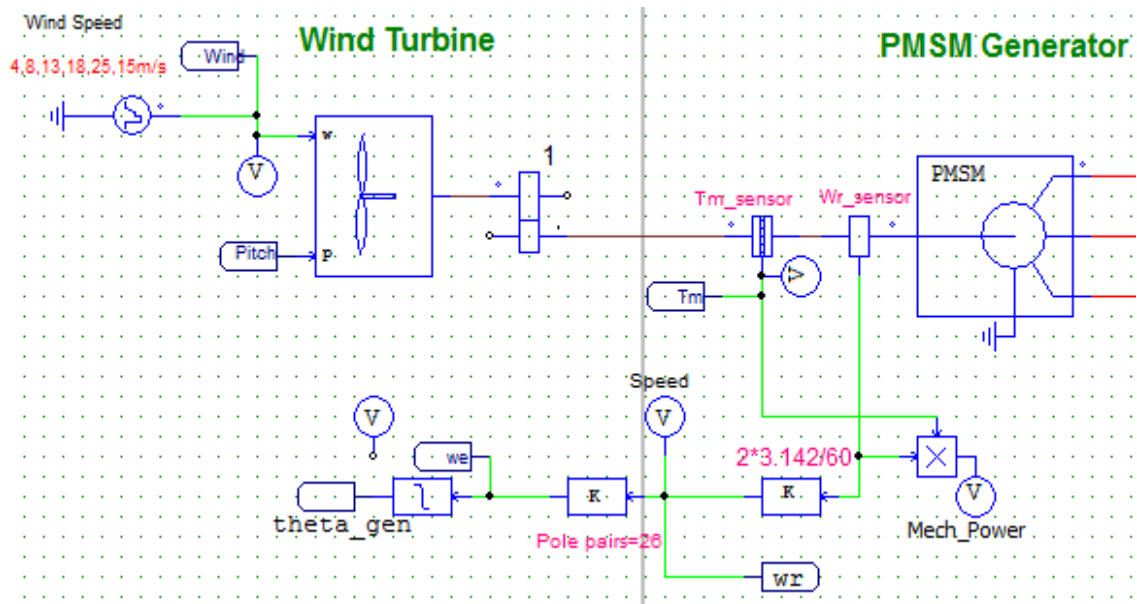 Wind Speed
Wind Turbine
PMSM Generator
Wind
4,8,13,18,25,15m/s
w
V
1
PMSM
Tm_sensor
Wr_sensor
Pitch
P
V
Tm
Speed
V
V
we
2*3.142/60
K
K
V
theta_gen
Pole pairs=26
Mech_Power
wr